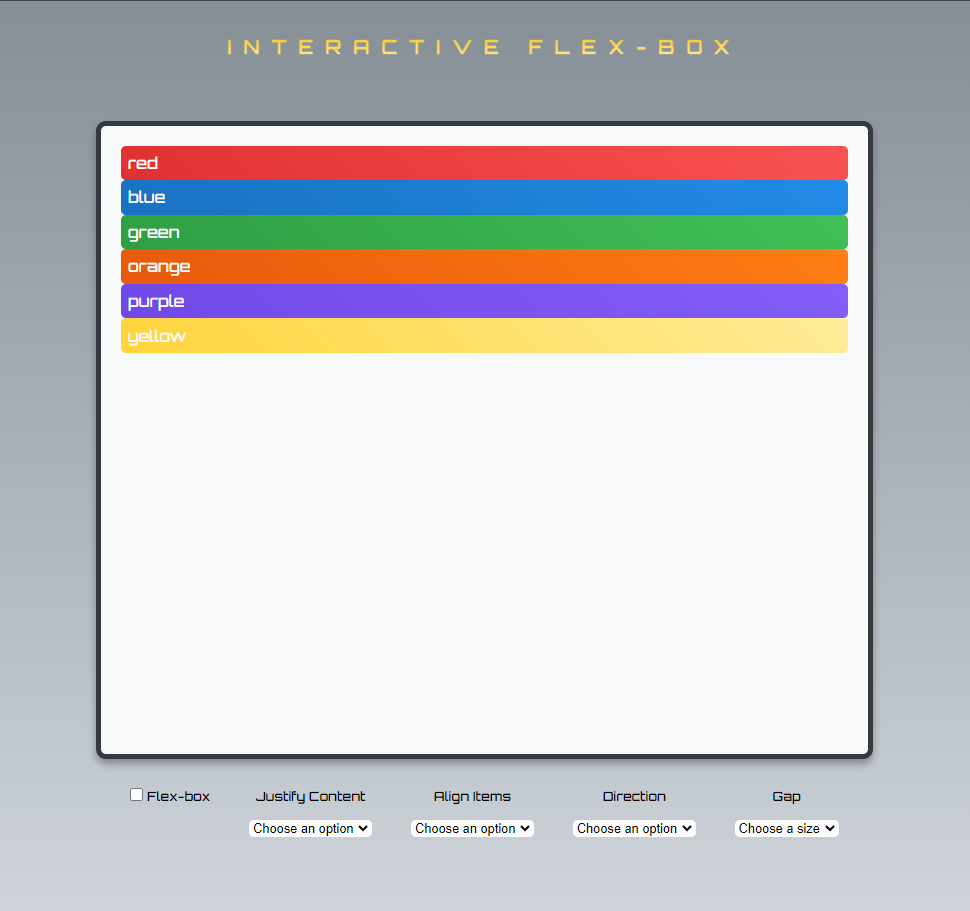 INTERACTIVE FLEX-BOX
red
blue
green
orange
purple
yellow
Flex-box Justify Content Align Items Direction Gap
Choose an option Choose an option Choose an option Choose a size